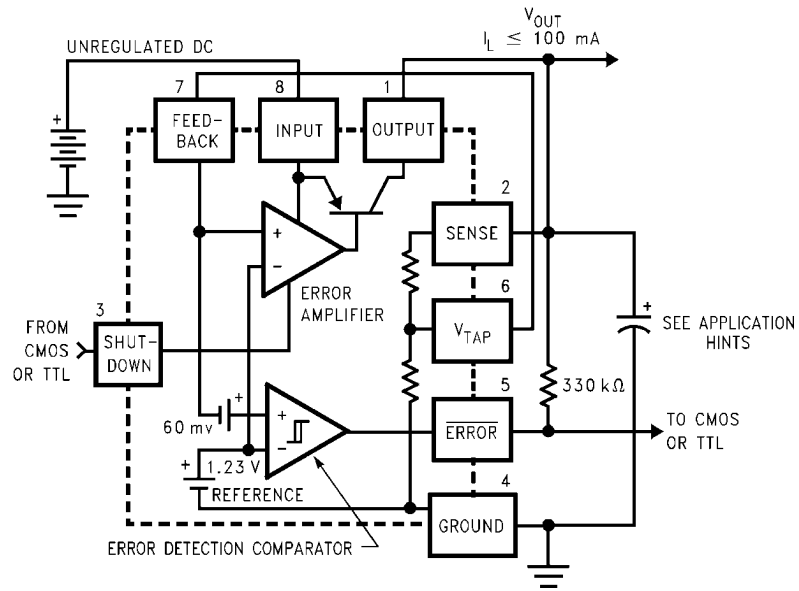 V_OUT
I_L ≤ 100 mA
UNREGULATED DC
7
8
1
FEED-
BACK
INPUT
OUTPUT
+
2
SENSE
+
−
ERROR
AMPLIFIER
6
V_TAP
+
SEE APPLICATION
HINTS
3
FROM
CMOS
OR TTL
SHUT-
DOWN
5
330 kΩ
+
60 mv
+
−
ERROR
TO CMOS
OR TTL
+
1.23 V
REFERENCE
4
GROUND
ERROR DETECTION COMPARATOR